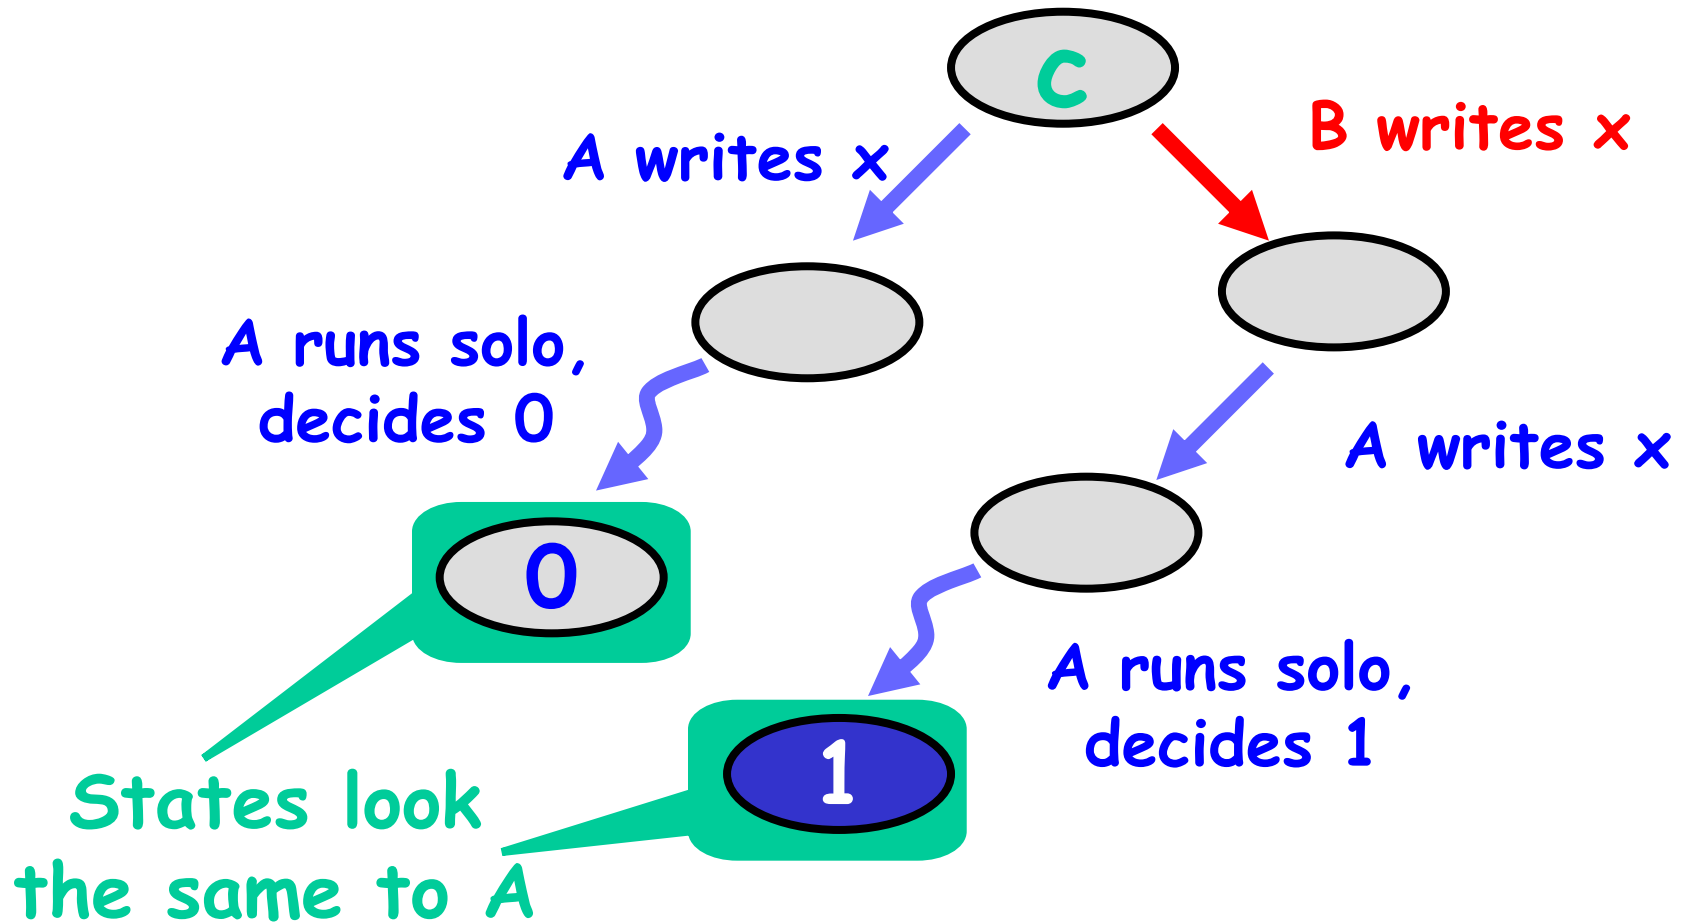 c
A writes x
B writes x
A runs solo,
decides 0
A writes x
0
A runs solo,
decides 1
1
States look
the same to A